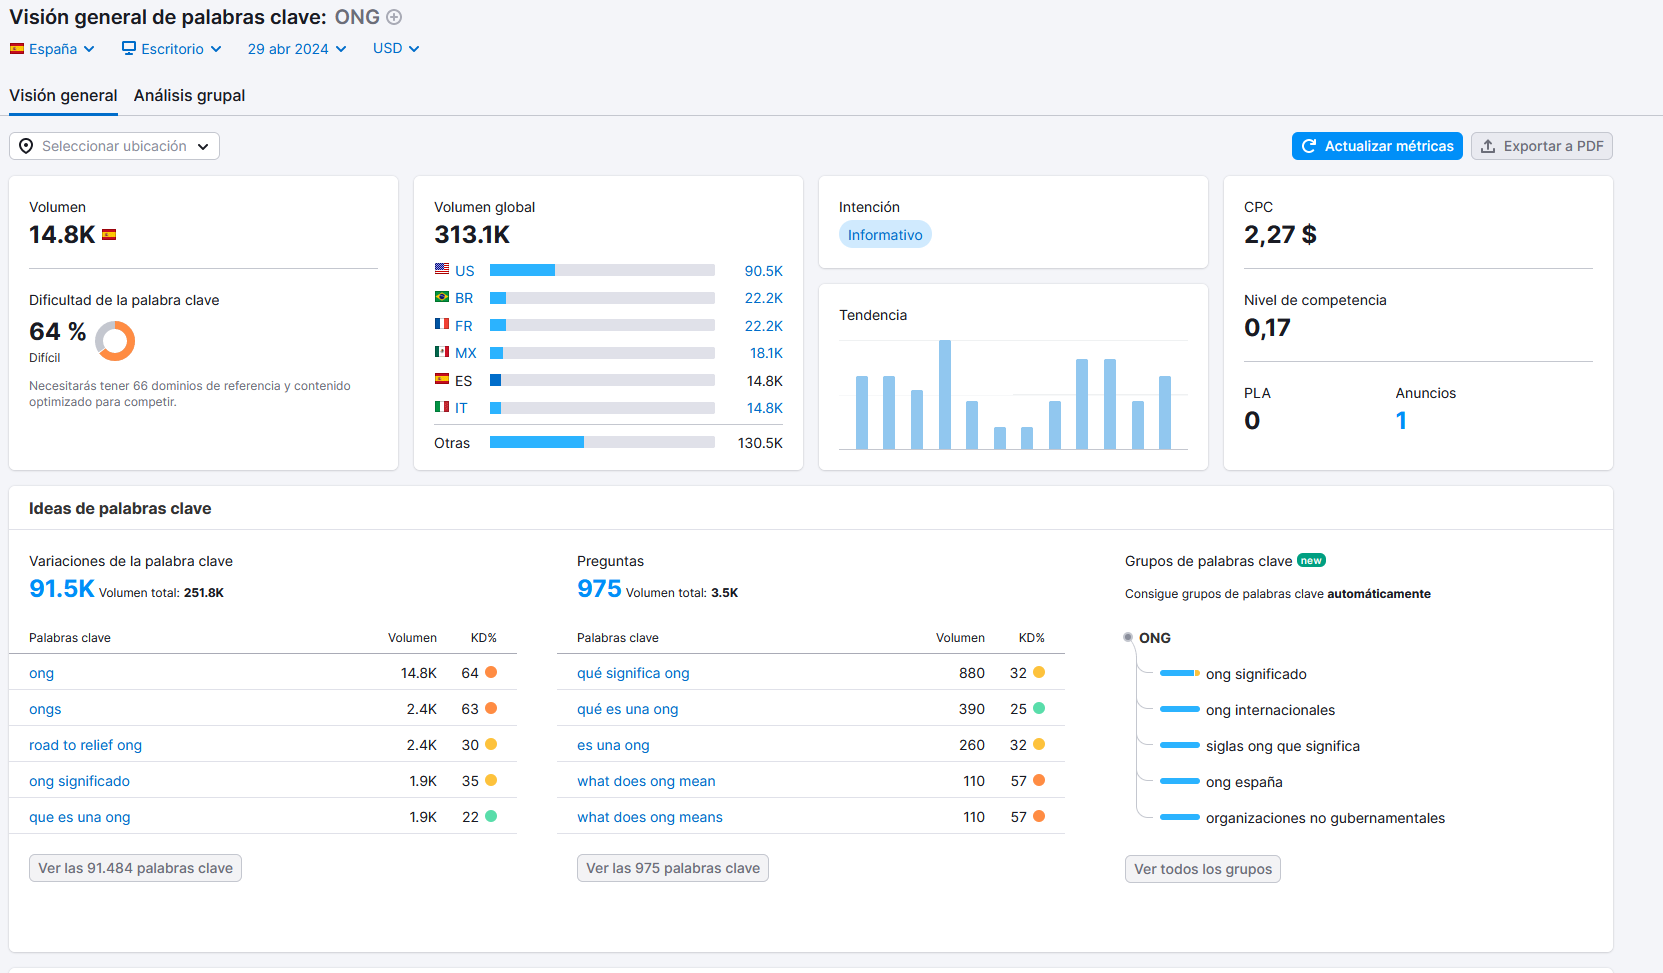 Visión general de palabras clave: ONG
España Escritorio 29 abr 2024 USD
Visión general Análisis grupal
Seleccionar ubicación Actualizar métricas Exportar a PDF
Volumen
14.8K
Dificultad de la palabra clave
64 %
Difícil
Necesitarás tener 66 dominios de referencia y contenido
optimizado para competir.
Volumen global
313.1K
US 90.5K
BR 22.2K
FR 22.2K
MX 18.1K
ES 14.8K
IT 14.8K
Otras 130.5K
Intención
Informativo
Tendencia
CPC
2,27 $
Nivel de competencia
0,17
PLA Anuncios
0 1
Ideas de palabras clave
Variaciones de la palabra clave
91.5K Volumen total: 251.8K
Palabras clave Volumen KD%
ong 14.8K 64
ongs 2.4K 63
road to relief ong 2.4K 30
ong significado 1.9K 35
que es una ong 1.9K 22
Ver las 91.484 palabras clave
Preguntas
975 Volumen total: 3.5K
Palabras clave Volumen KD%
qué significa ong 880 32
qué es una ong 390 25
es una ong 260 32
what does ong mean 110 57
what does ong means 110 57
Ver las 975 palabras clave
Grupos de palabras clave new
Consigue grupos de palabras clave automáticamente
ONG
ong significado
ong internacionales
siglas ong que significa
ong españa
organizaciones no gubernamentales
Ver todos los grupos